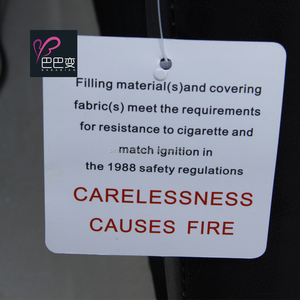 巴巴变
Filling material(s)and covering
fabric(s) meet the requirements
for resistance to cigarette and
match ignition in
the 1988 safety regulations
CARELESSNESS
CAUSES FIRE